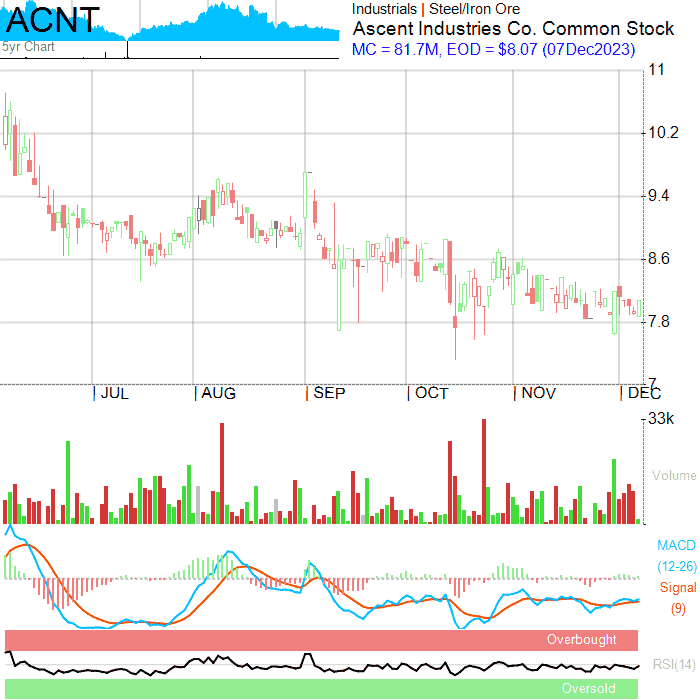 ACNT
5yr Chart
Industrials | Steel/Iron Ore
Ascent Industries Co. Common Stock
MC = 81.7M, EOD = $8.07 (07Dec2023)
11
10.2
9.4
8.6
7.8
7
JUL
AUG
SEP
OCT
NOV
DEC
33k
Volume
MACD
(12-26)
Signal
(9)
Overbought
RSI(14)
Oversold